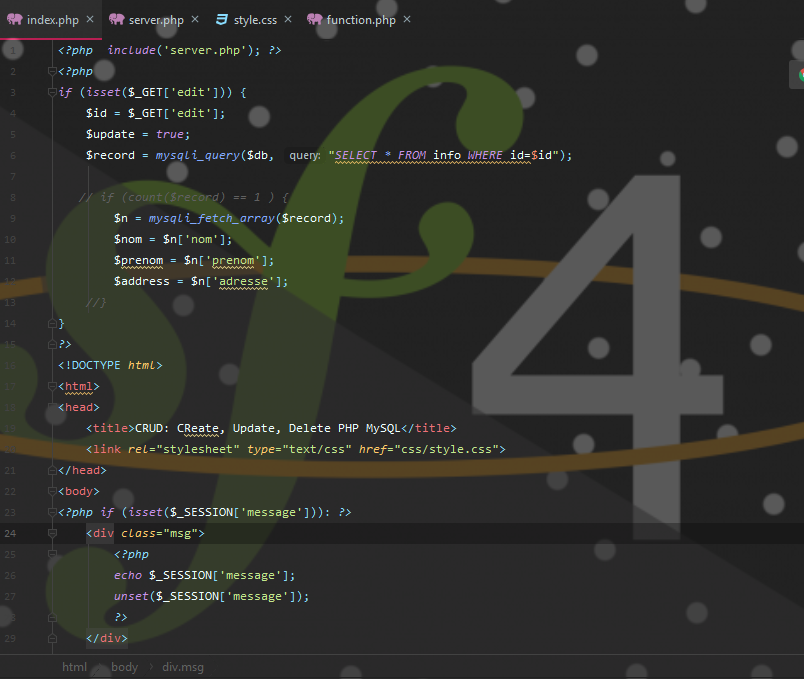 index.php × server.php × style.css × function.php ×
1 <?php  include('server.php'); ?>
2 <?php
3 if (isset($_GET['edit'])) {
4 $id = $_GET['edit'];
5 $update = true;
6 $record = mysqli_query($db, query: "SELECT * FROM info WHERE id=$id");
7
8 // if (count($record) == 1 ) {
9 $n = mysqli_fetch_array($record);
10 $nom = $n['nom'];
11 $prenom = $n['prenom'];
12 $address = $n['adresse'];
13 //}
14 }
15 ?>
16 <!DOCTYPE html>
17 <html>
18 <head>
19 <title>CRUD: CReate, Update, Delete PHP MySQL</title>
20 <link rel="stylesheet" type="text/css" href="css/style.css">
21 </head>
22 <body>
23 <?php if (isset($_SESSION['message'])): ?>
24 <div class="msg">
25 <?php
26 echo $_SESSION['message'];
27 unset($_SESSION['message']);
28 ?>
29 </div>
html › body › div.msg
sf
4